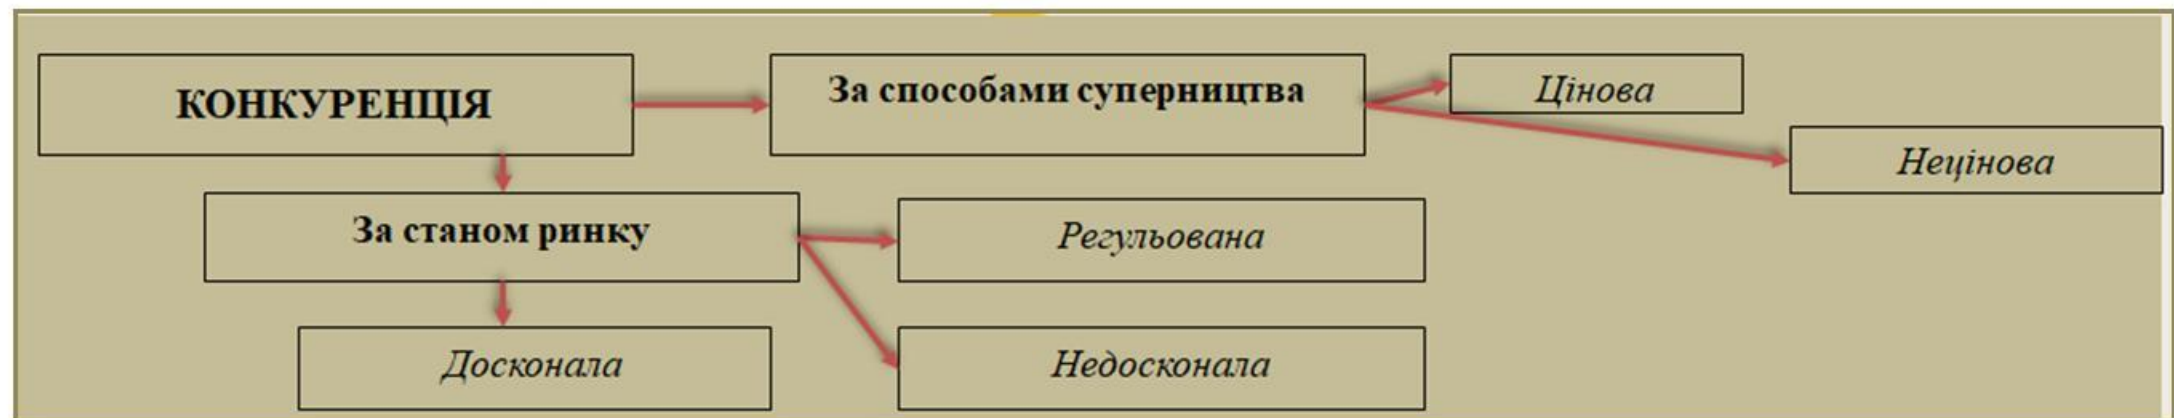 КОНКУРЕНЦІЯ
За способами суперництва
Цінова
Нецінова
За станом ринку
Регульована
Досконала
Недосконала